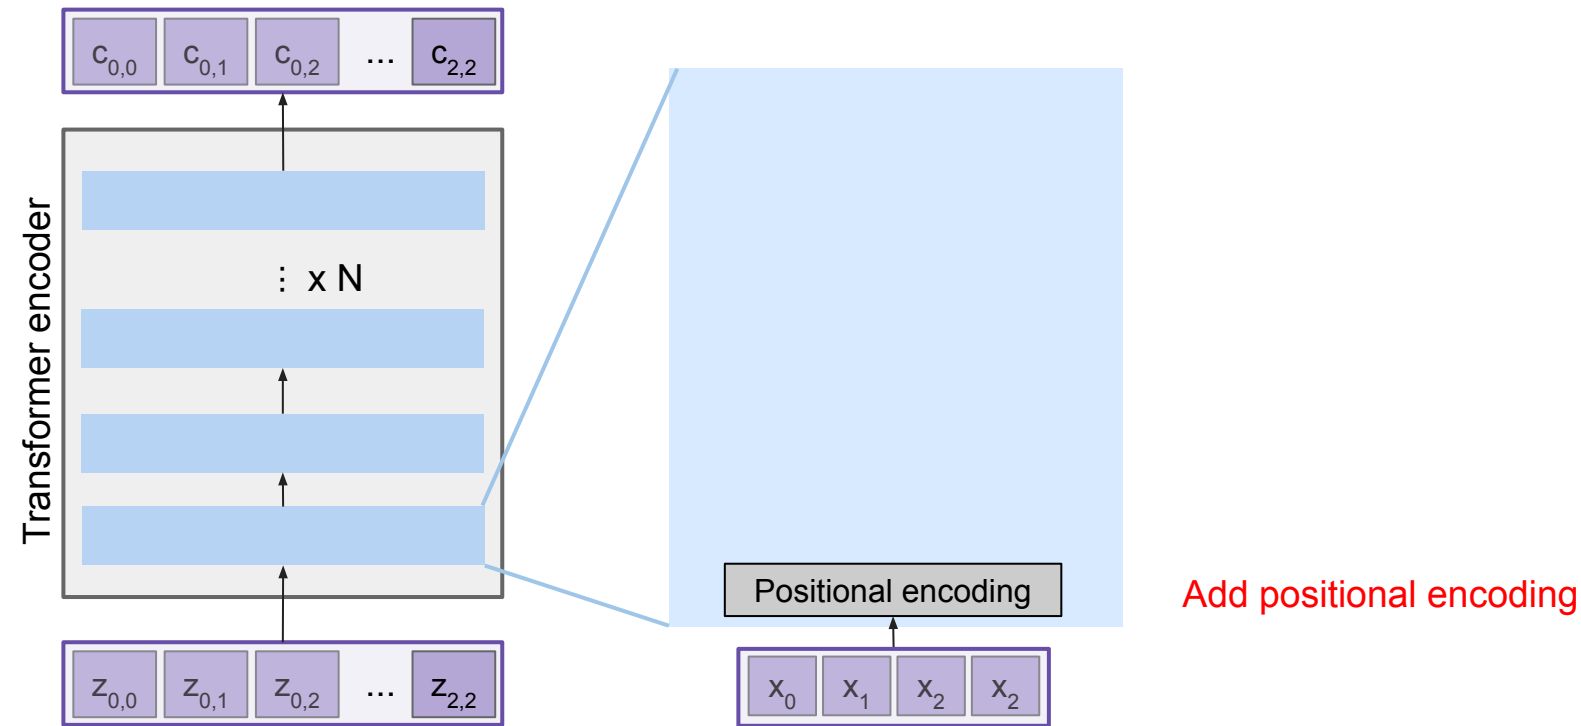 c0,0 c0,1 c0,2 ... c2,2
Transformer encoder
⋮ x N
Positional encoding
Add positional encoding
z0,0 z0,1 z0,2 ... z2,2
x0 x1 x2 x2